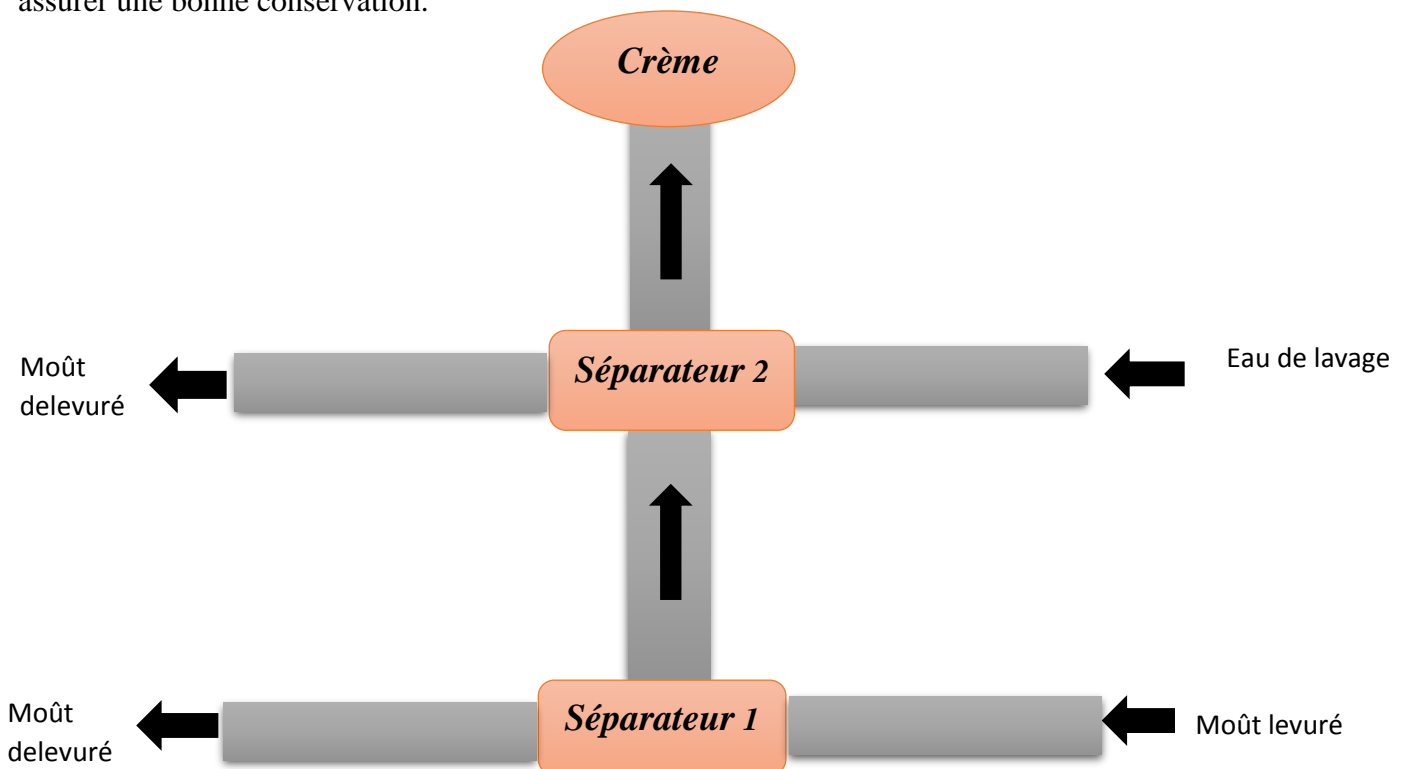 assurer une bonne conservation.
Crème
Séparateur 2
Moût
delevuré
Eau de lavage
Séparateur 1
Moût
delevuré
Moût levuré